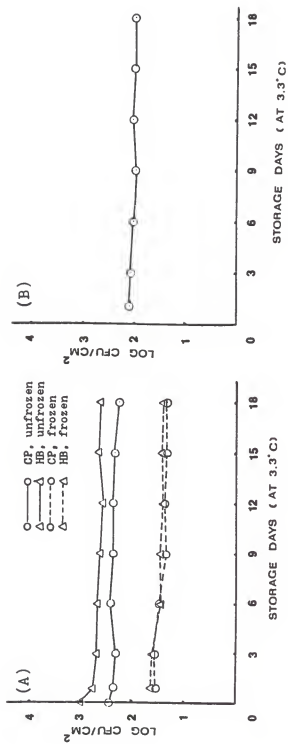 (A)
CP, unfrozen
HB, unfrozen
CP, frozen
HB, frozen
LOG CFU/CM²
4
3
2
1
0
3
6
9
12
15
18
STORAGE DAYS ( AT 3.3°C)
(B)
LOG CFU/CM²
4
3
2
1
0
3
6
9
12
15
18
STORAGE DAYS ( AT 3.3°C)